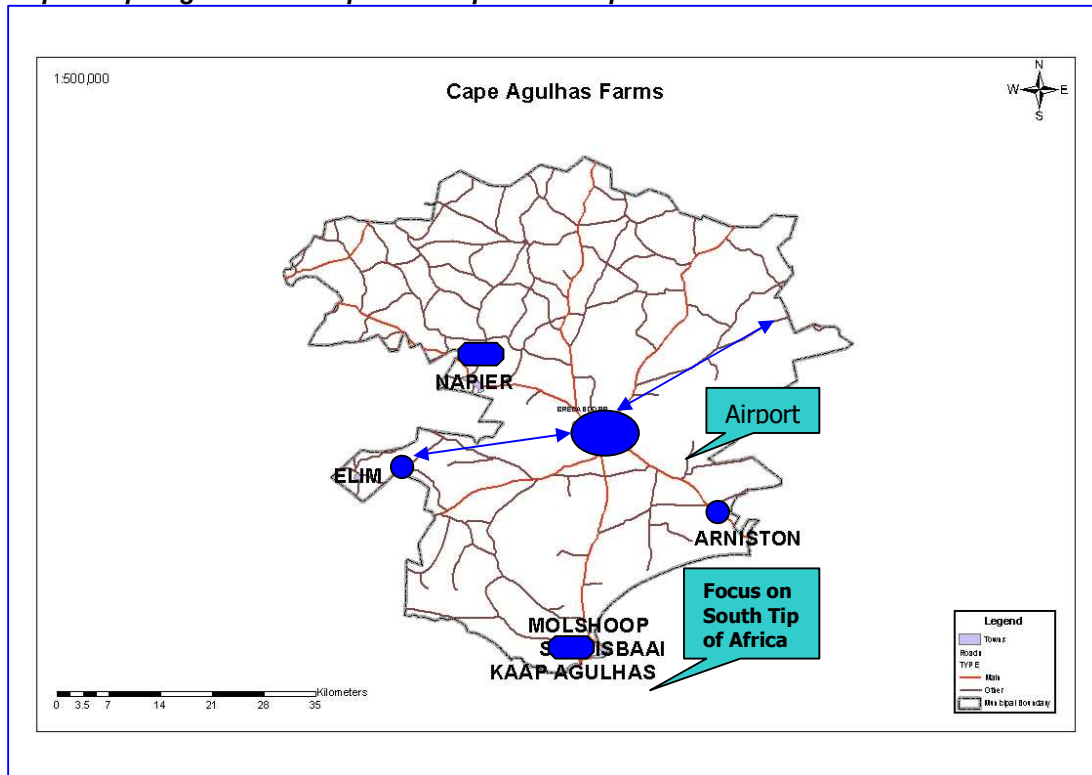 1:500,000
Cape Agulhas Farms
N
W E
S
NAPIER
Airport
ELIM
ARNISTON
Focus on
South Tip
of Africa
MOLSHOOP
KAAP AGULHAS
Kilometers
0 3.5 7 14 21 28 35
Legend
Towns
Roads
TYPE
Main
Other
Municipal Boundary